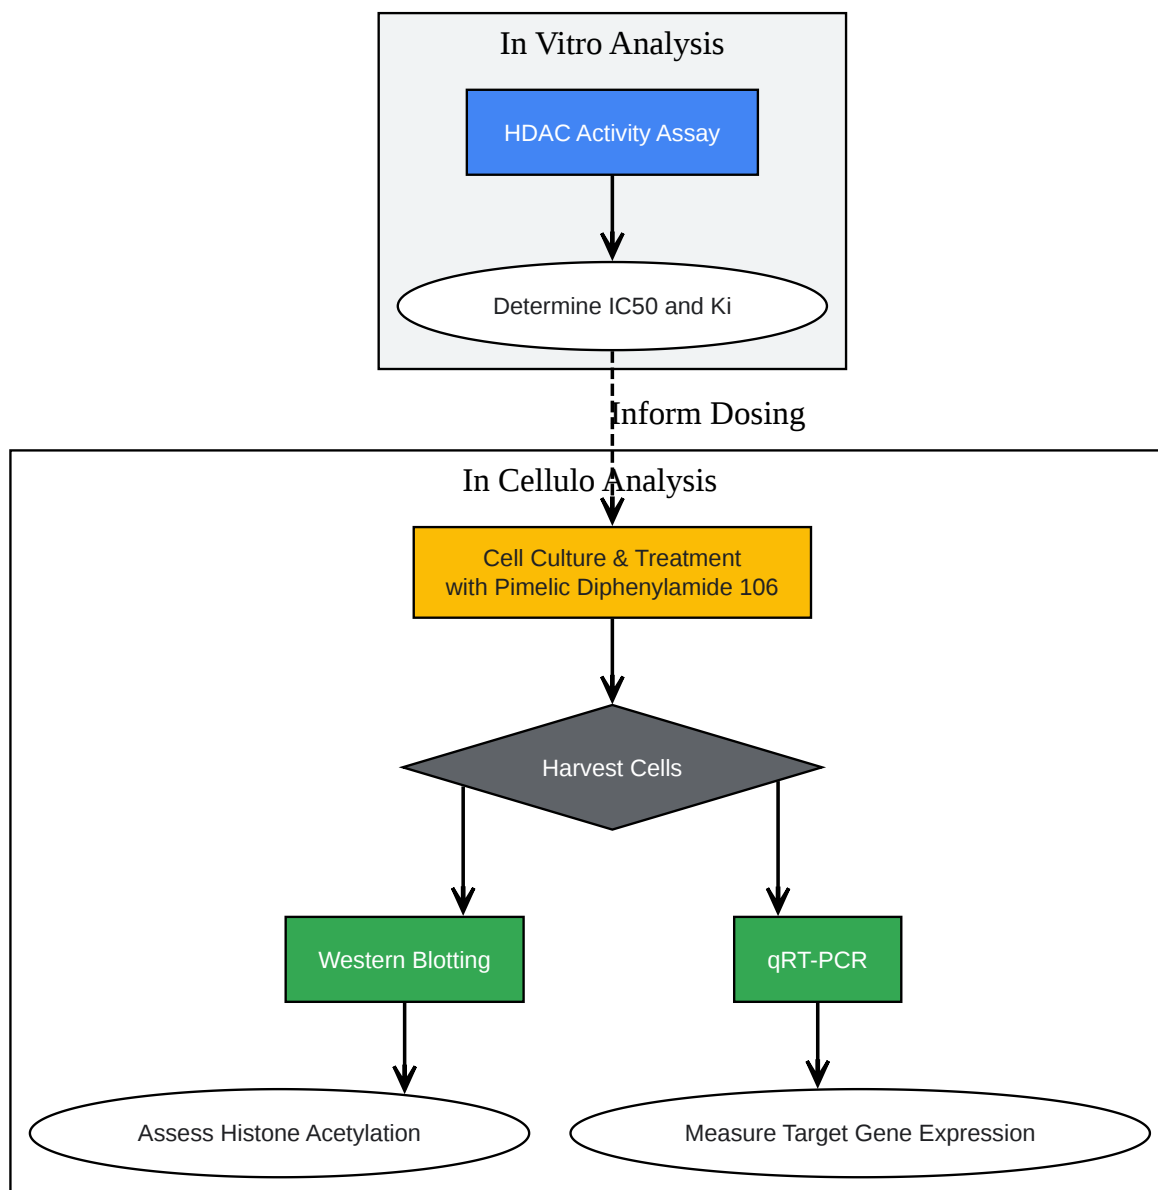 In Vitro Analysis
HDAC Activity Assay
Determine IC50 and Ki
Inform Dosing
In Cellulo Analysis
Cell Culture & Treatment
with Pimelic Diphenylamide 106
Harvest Cells
Western Blotting
qRT-PCR
Assess Histone Acetylation
Measure Target Gene Expression